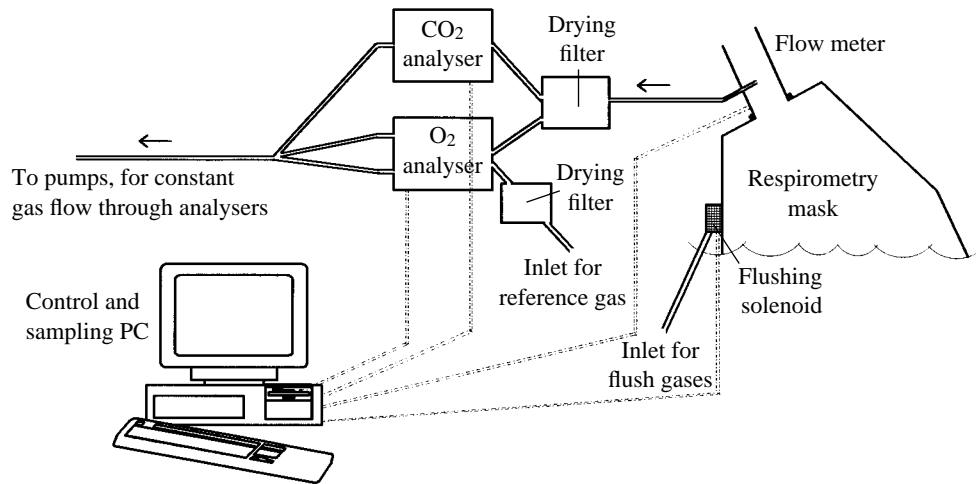 CO2
analyser
Drying
filter
Flow meter
O2
analyser
To pumps, for constant
gas flow through analysers
Drying
filter
Respirometry
mask
Inlet for
reference gas
Flushing
solenoid
Control and
sampling PC
Inlet for
flush gases